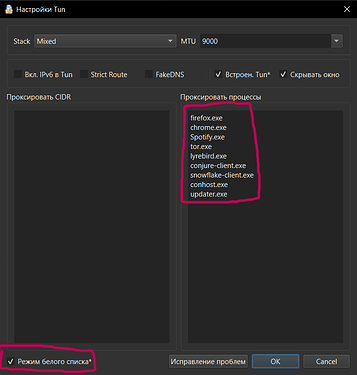 Настройки Tun
Stack Mixed MTU 9000
Вкл. IPv6 в Tun Strict Route FakeDNS Встроен. Tun* Скрывать окно
Проксировать CIDR Проксировать процессы
firefox.exe
chrome.exe
Spotify.exe
tor.exe
lyrebird.exe
conjure-client.exe
snowflake-client.exe
conhost.exe
updater.exe
Режим белого списка* Исправление проблем OK Cancel